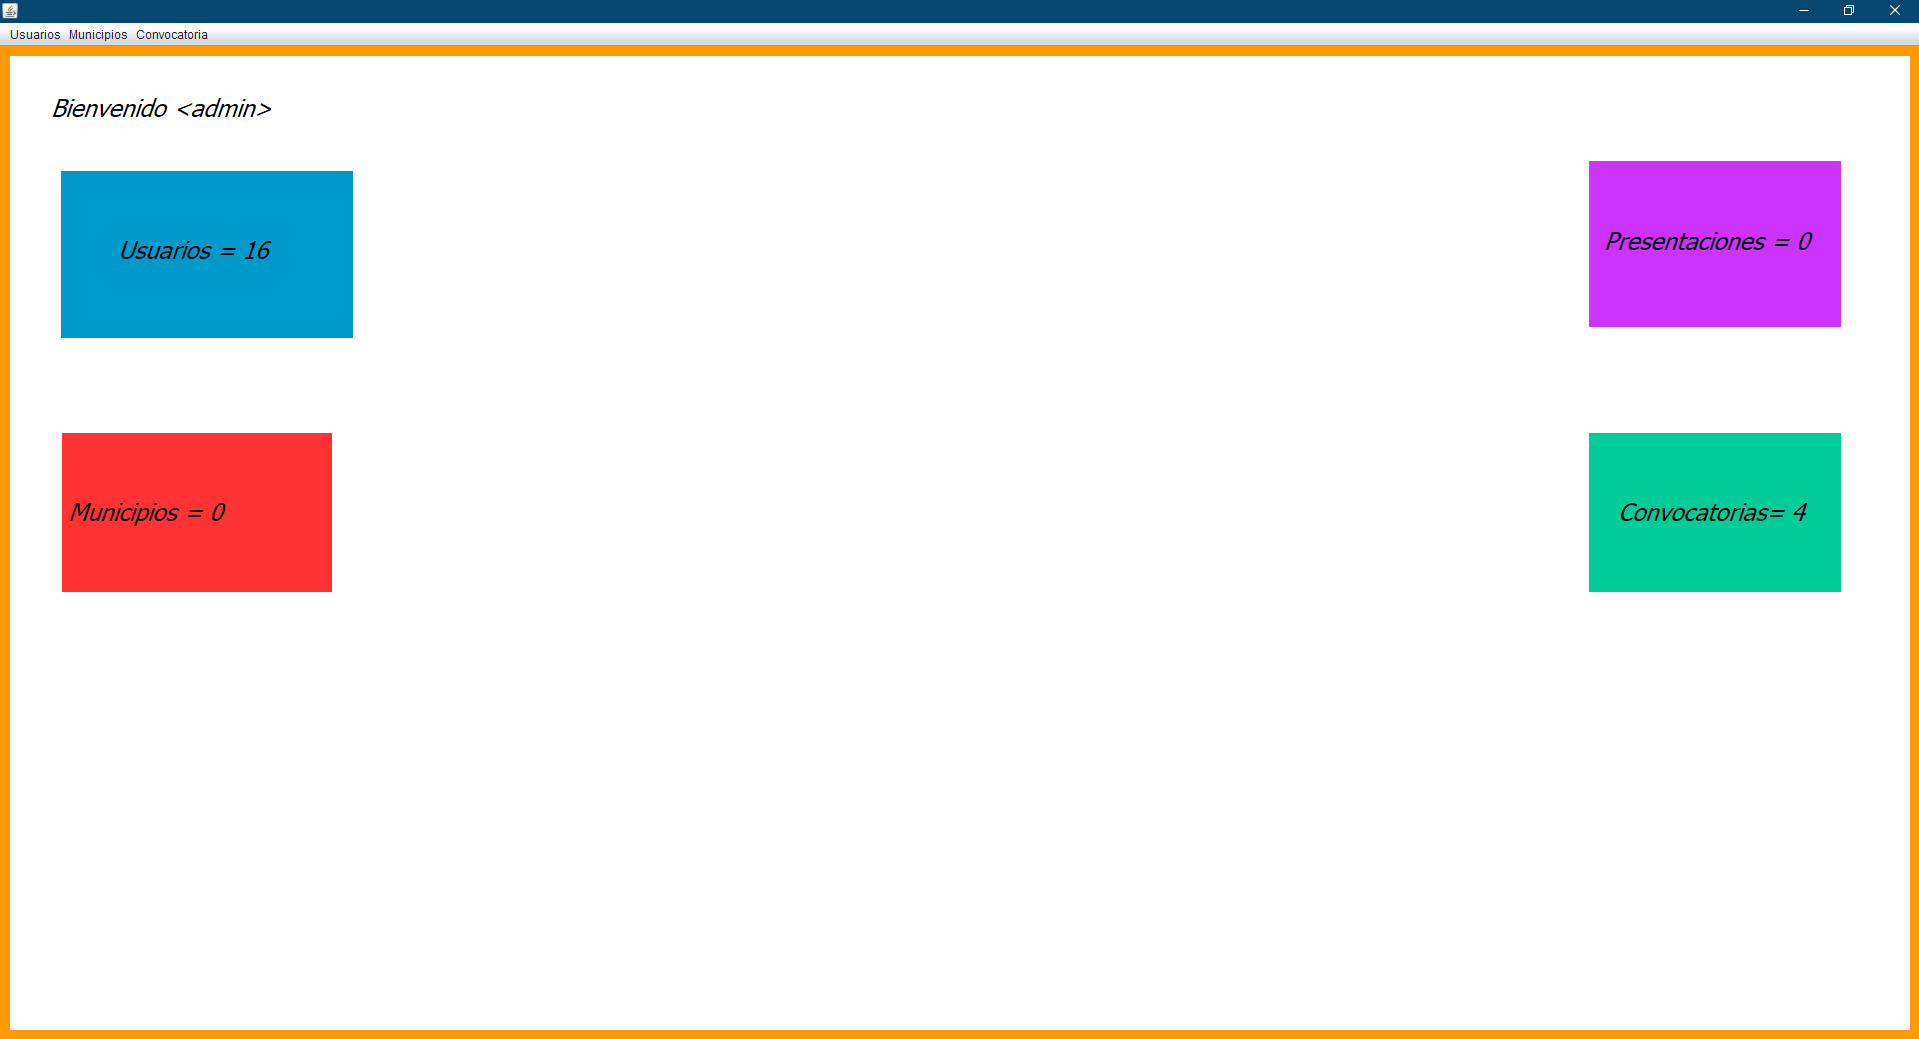 Usuarios Municipios Convocatoria
Bienvenido <admin>
Usuarios = 16
Presentaciones = 0
Municipios = 0
Convocatorias= 4